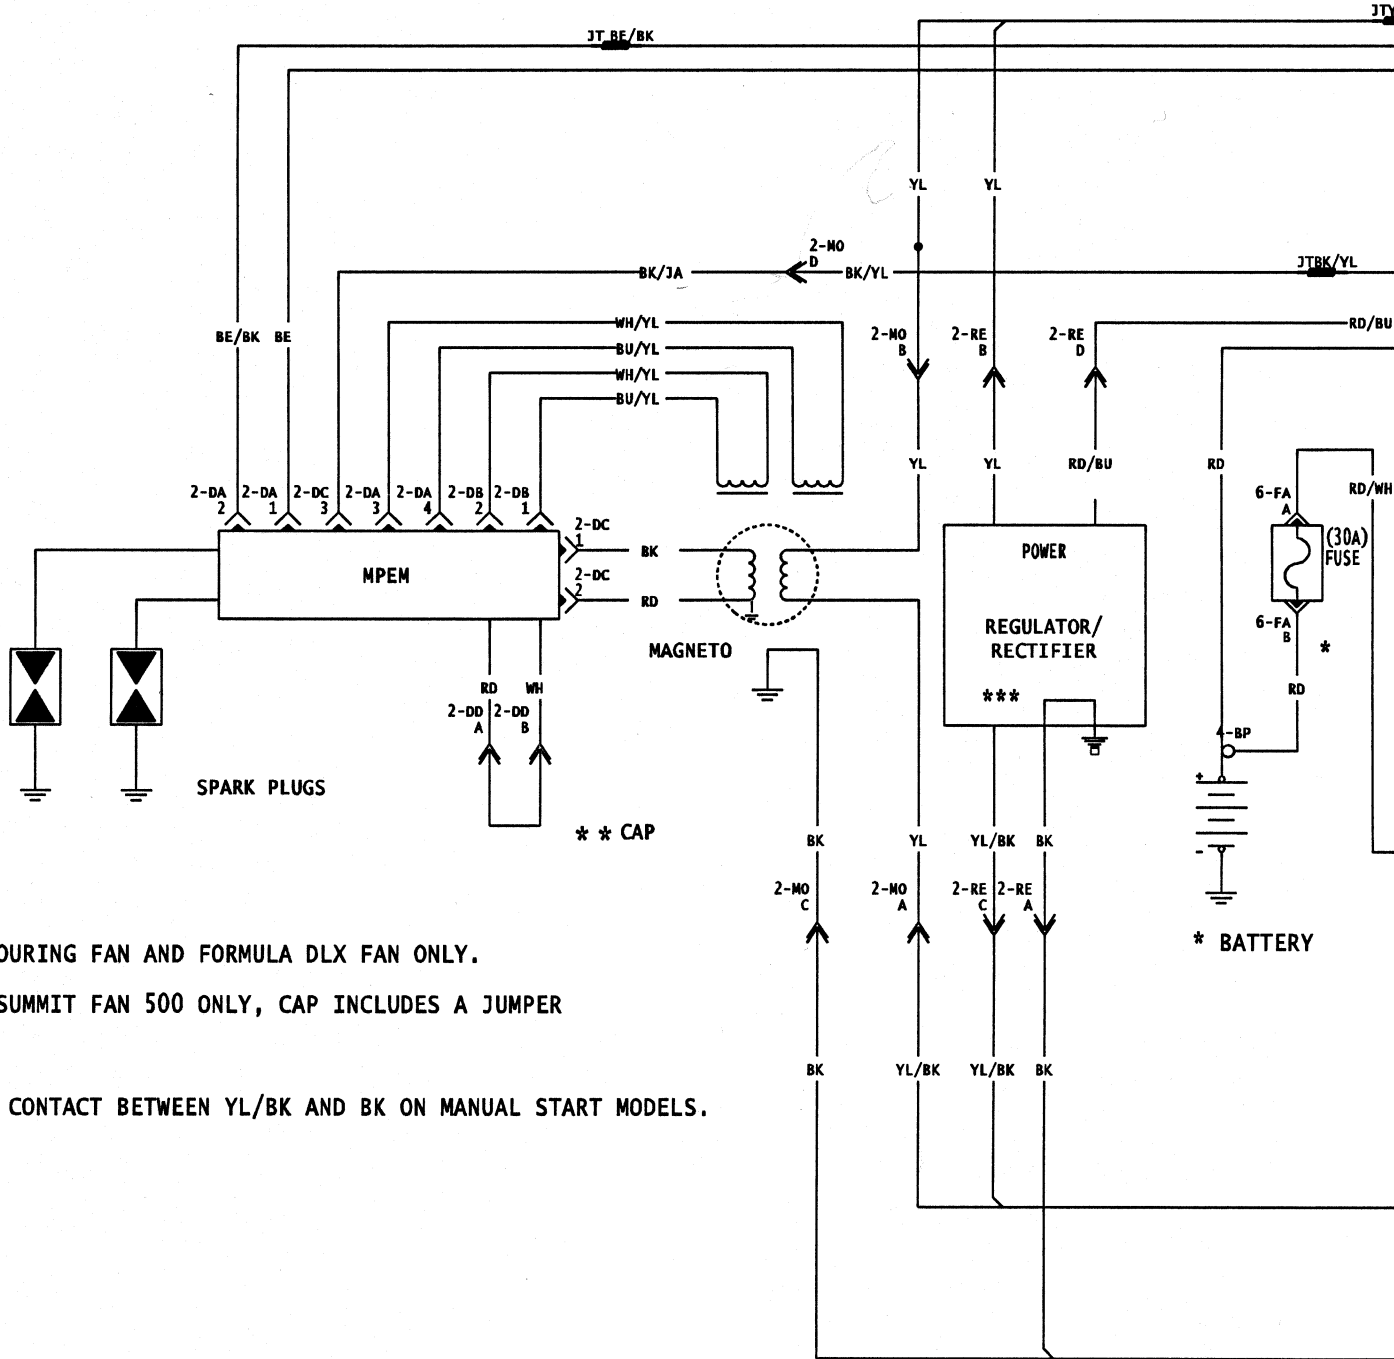 JTY
JT BE/BK
YL YL
2-MO
D
BK/JA BK/YL JTBK/YL
WH/YL RD/BU
BE/BK BE BU/YL 2-MO 2-RE 2-RE
B B D
WH/YL
BU/YL
YL YL RD/BU RD
2-DA 2-DA 2-DC 2-DA 2-DA 2-DB 2-DB 6-FA RD/WH
2 1 3 3 4 2 1 A
2-DC
1
BK POWER (30A)
FUSE
MPEM 2-DC
2
RD
6-FA
B
MAGNETO REGULATOR/
RECTIFIER *
RD WH *** RD
2-DD 2-DD
A B
4-BP
+
SPARK PLUGS
* * CAP BK YL YL/BK BK
-
2-MO 2-MO 2-RE 2-RE
C A C A
* BATTERY
OURING FAN AND FORMULA DLX FAN ONLY.
SUMMIT FAN 500 ONLY, CAP INCLUDES A JUMPER
BK YL/BK YL/BK BK
CONTACT BETWEEN YL/BK AND BK ON MANUAL START MODELS.